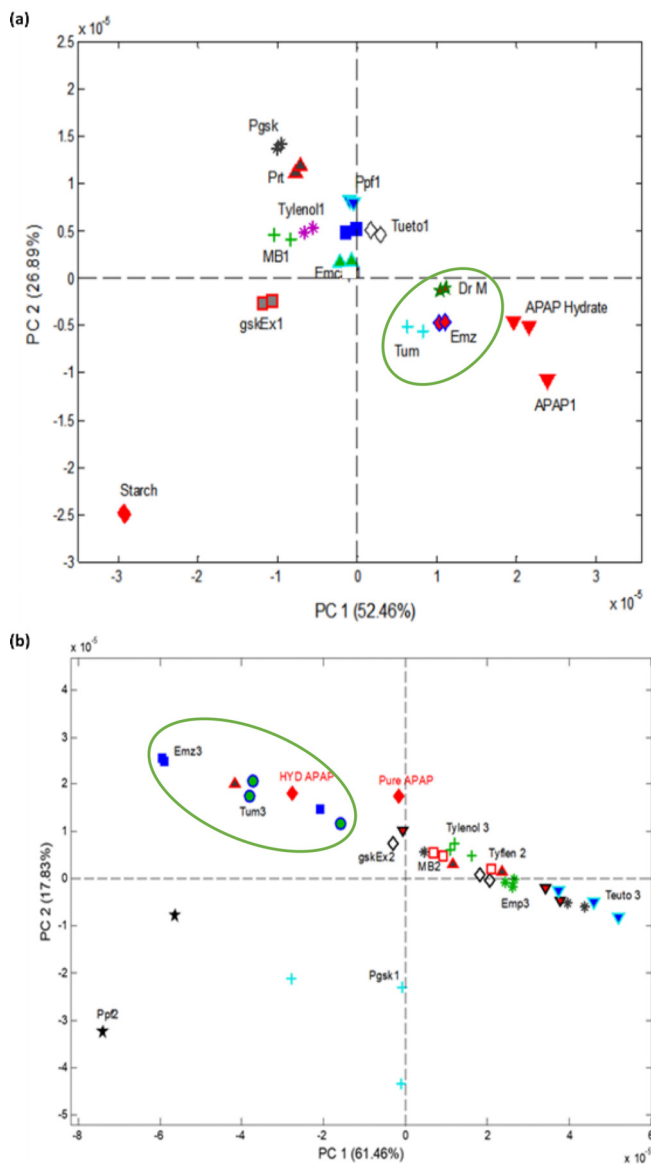 (a)
x 10⁻⁵
2.5
2
1.5
1
0.5
0
-0.5
-1
-1.5
-2
-2.5
-3
PC 2 (26.89%)
Pgsk
Prt
Ppf1
Tylenol1
Tueto1
MB1
Emc
Dr M
gskEx1
APAP Hydrate
Tum
Emz
APAP1
Starch
-3 -2 -1 0 1 2 3
PC 1 (52.46%)
x 10⁻⁵
(b)
x 10⁻⁵
4
3
2
1
0
-1
-2
-3
-4
-5
PC 2 (17.83%)
Emz3
HYD APAP
Pure APAP
Tum3
Tylenol 3
gskEx2
MB2
Tyflen 2
Emp3
Teuto 3
Pgsk1
Ppf2
-8 -6 -4 -2 0 2 4 6
PC 1 (61.46%)
x 10⁻⁵